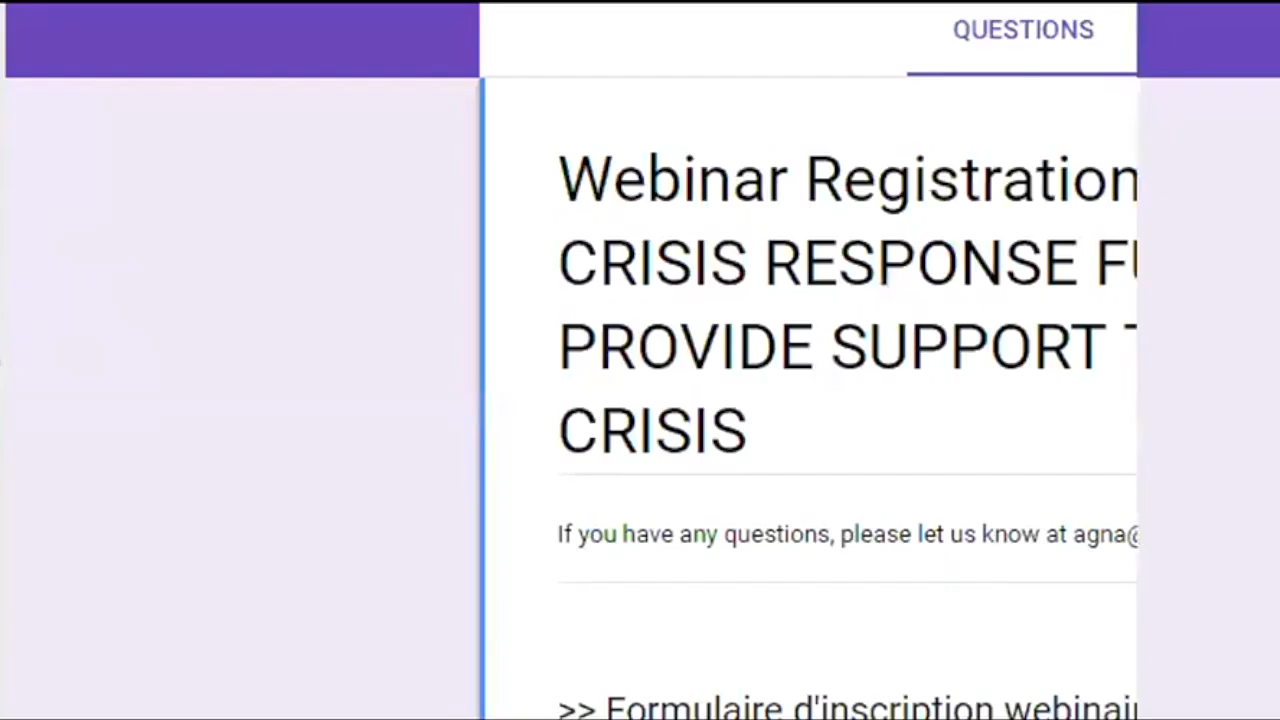 QUESTIONS
Webinar Registration
CRISIS RESPONSE
PROVIDE SUPPORT
CRISIS
If you have any questions, please let us know at agna@
>> Formulaire d'inscription